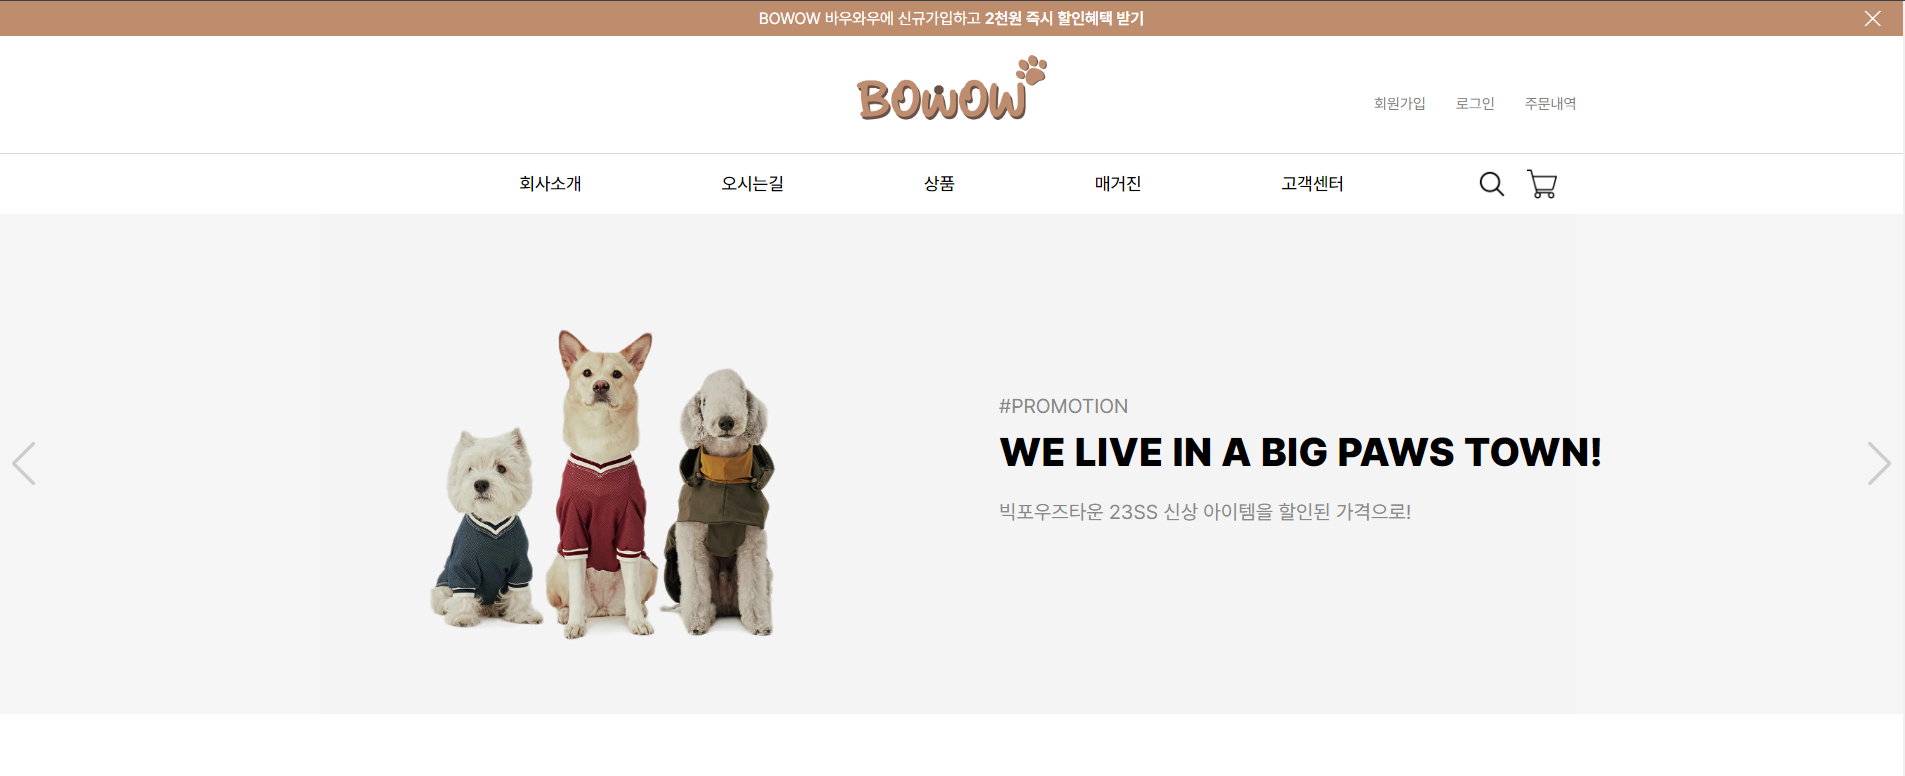 BOWOW 바우와우에 신규가입하고 2천원 즉시 할인혜택 받기
BOWOW
회원가입 로그인 주문내역
회사소개 오시는길 상품 매거진 고객센터
#PROMOTION
WE LIVE IN A BIG PAWS TOWN!
빅포우즈타운 23SS 신상 아이템을 할인된 가격으로!